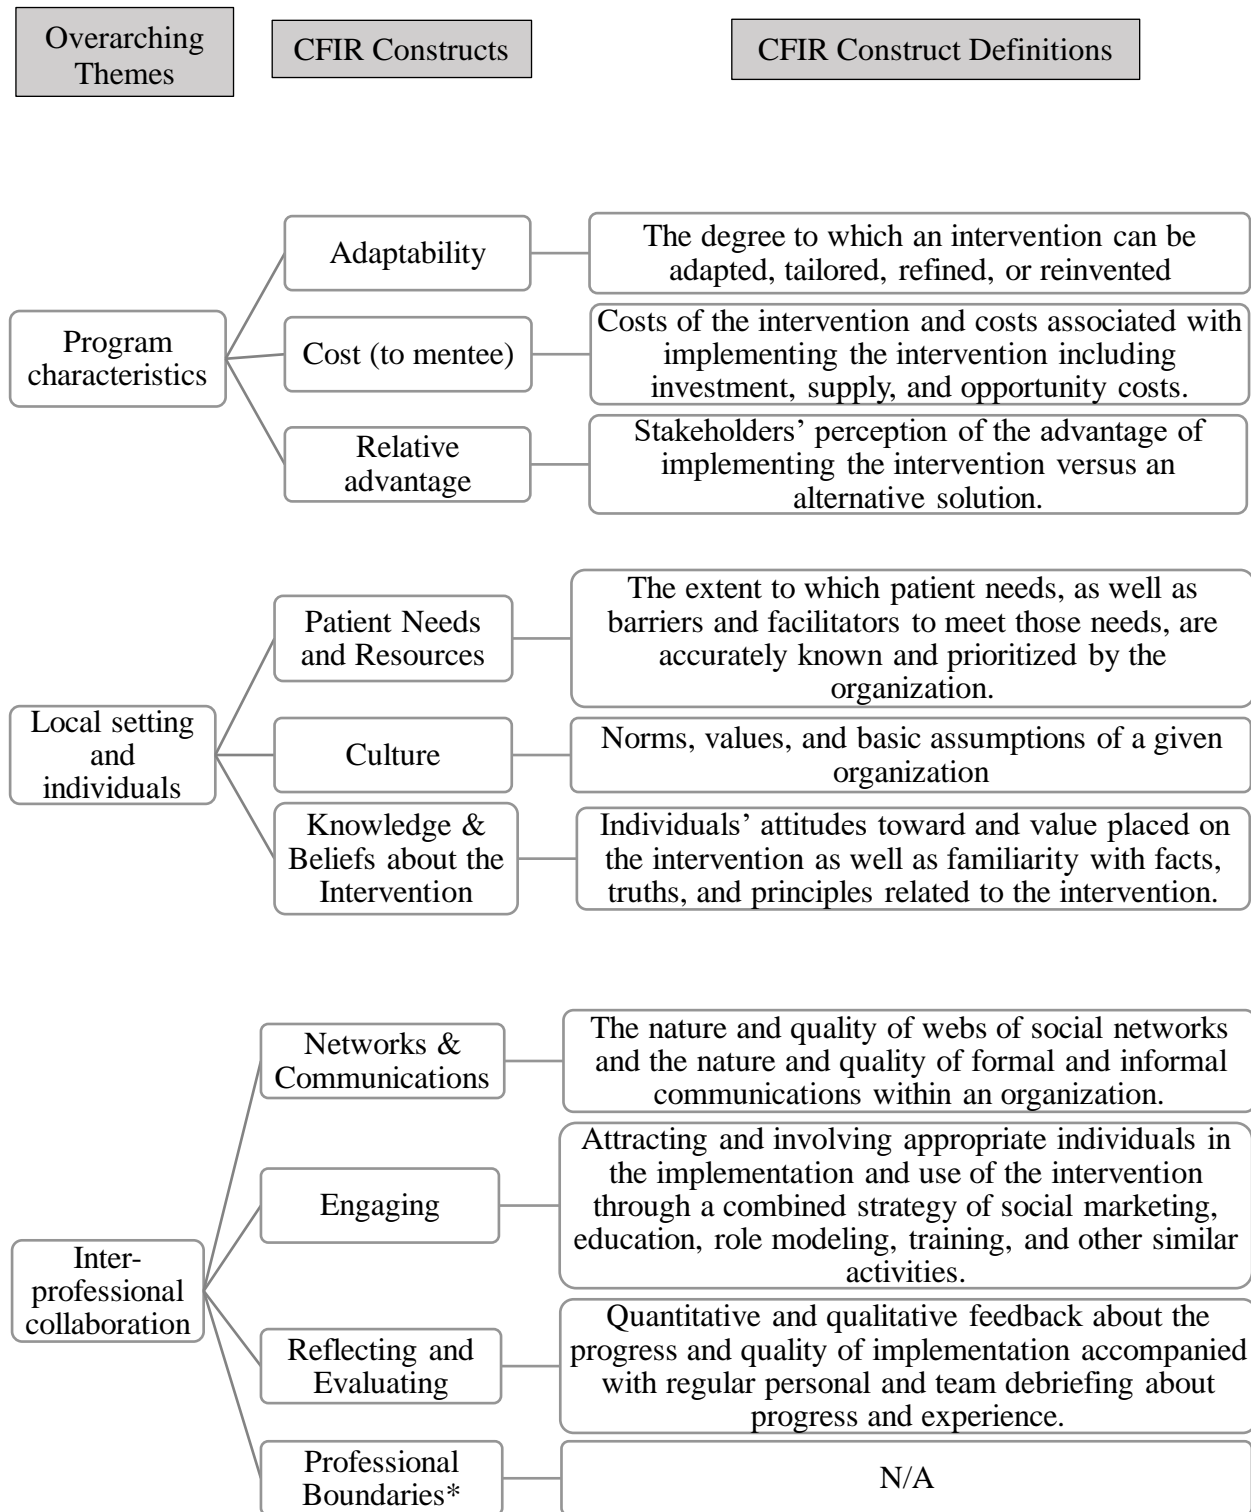 Overarching
Themes
CFIR Constructs
CFIR Construct Definitions
Program
characteristics
Adaptability
The degree to which an intervention can be
adapted, tailored, refined, or reinvented
Cost (to mentee)
Costs of the intervention and costs associated with
implementing the intervention including
investment, supply, and opportunity costs.
Relative
advantage
Stakeholders’ perception of the advantage of
implementing the intervention versus an
alternative solution.
Local setting
and
individuals
Patient Needs
and Resources
The extent to which patient needs, as well as
barriers and facilitators to meet those needs, are
accurately known and prioritized by the
organization.
Culture
Norms, values, and basic assumptions of a given
organization
Knowledge &
Beliefs about the
Intervention
Individuals’ attitudes toward and value placed on
the intervention as well as familiarity with facts,
truths, and principles related to the intervention.
Inter-
professional
collaboration
Networks &
Communications
The nature and quality of webs of social networks
and the nature and quality of formal and informal
communications within an organization.
Engaging
Attracting and involving appropriate individuals in
the implementation and use of the intervention
through a combined strategy of social marketing,
education, role modeling, training, and other similar
activities.
Reflecting and
Evaluating
Quantitative and qualitative feedback about the
progress and quality of implementation accompanied
with regular personal and team debriefing about
progress and experience.
Professional
Boundaries*
N/A